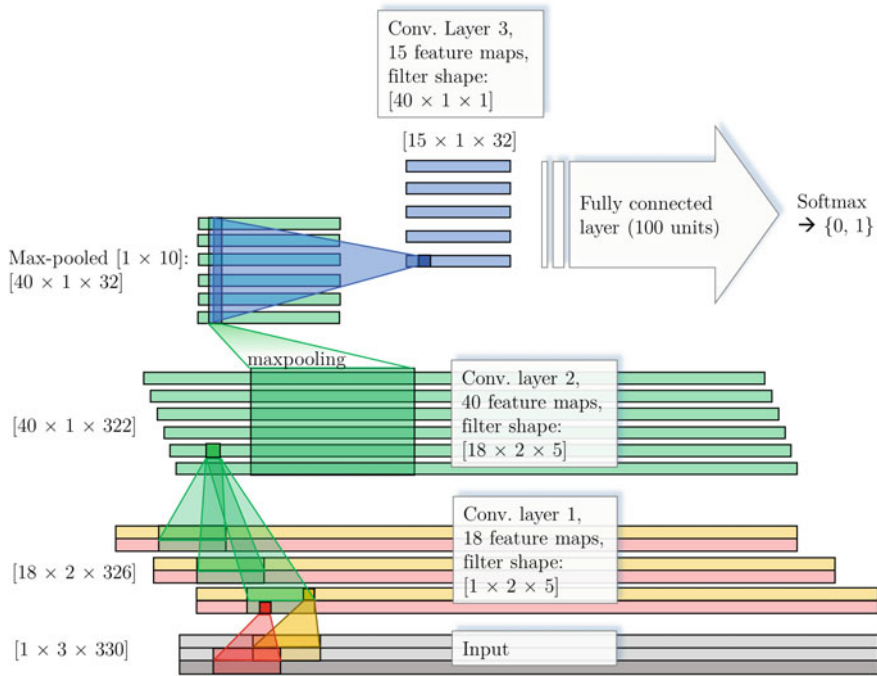 Conv. Layer 3,
15 feature maps,
filter shape:
[40 × 1 × 1]
[15 × 1 × 32]
Fully connected
layer (100 units)
Softmax
→ {0, 1}
Max-pooled [1 × 10]:
[40 × 1 × 32]
maxpooling
Conv. layer 2,
40 feature maps,
filter shape:
[18 × 2 × 5]
[40 × 1 × 322]
Conv. layer 1,
18 feature maps,
filter shape:
[1 × 2 × 5]
[18 × 2 × 326]
[1 × 3 × 330]
Input